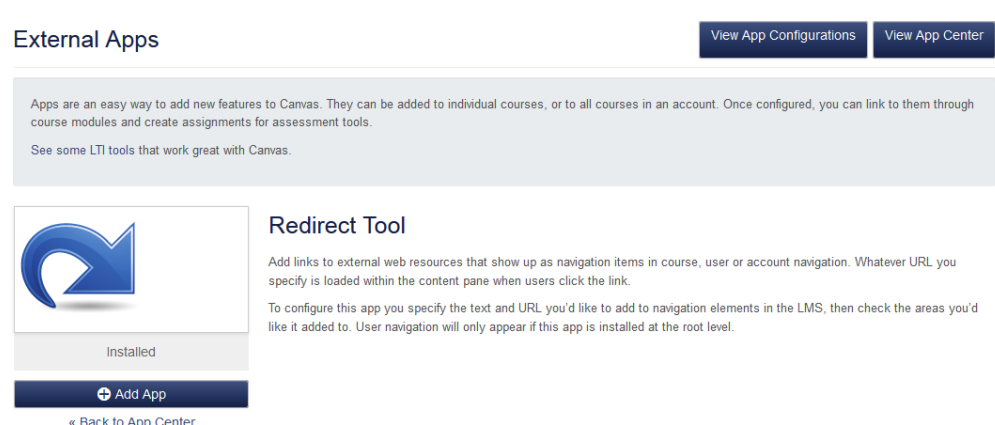 External Apps
View App Configurations
View App Center
Apps are an easy way to add new features to Canvas. They can be added to individual courses, or to all courses in an account. Once configured, you can link to them through
course modules and create assignments for assessment tools.
See some LTI tools that work great with Canvas.
Redirect Tool
Add links to external web resources that show up as navigation items in course, user or account navigation. Whatever URL you
specify is loaded within the content pane when users click the link.
To configure this app you specify the text and URL you'd like to add to navigation elements in the LMS, then check the areas you'd
like it added to. User navigation will only appear if this app is installed at the root level.
Installed
Add App
« Back to App Center